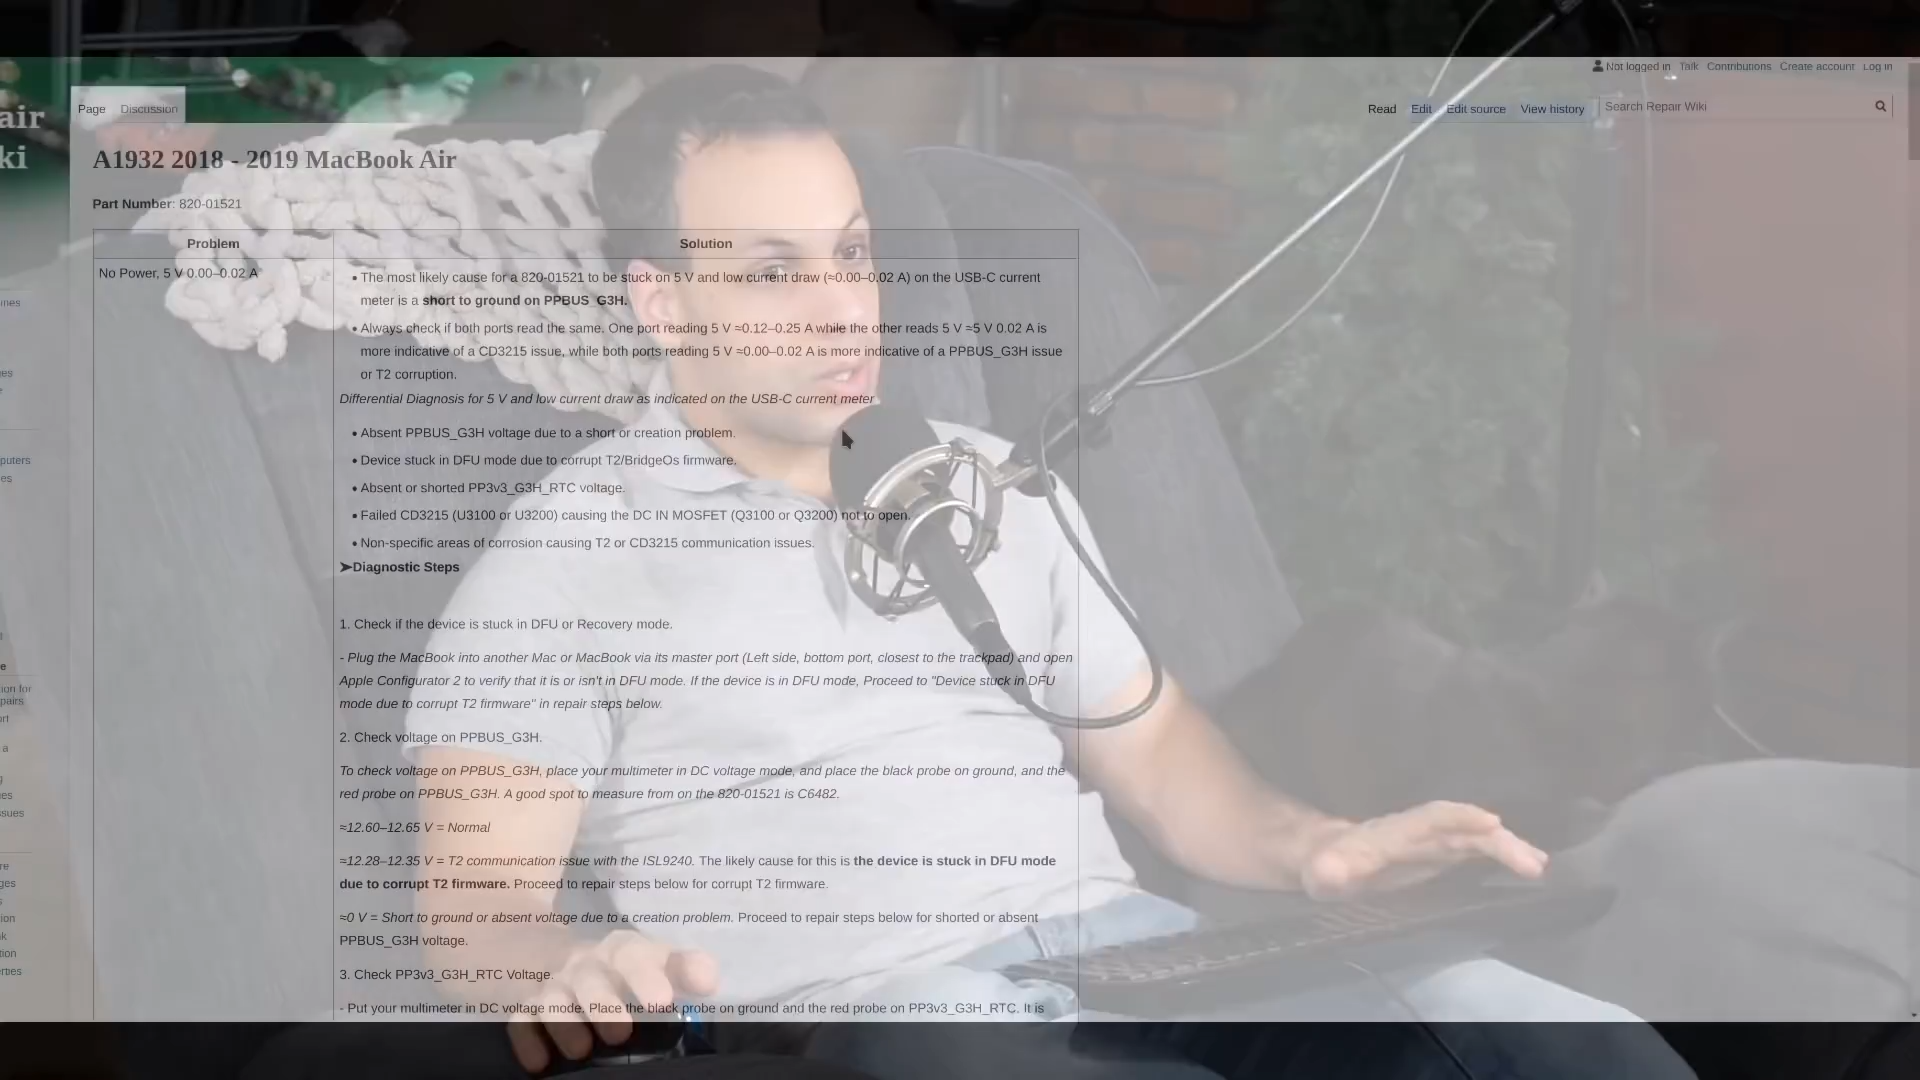 Not logged in Talk Contributions Create account Log in
air
ki
Page Discussion
Read Edit Edit source View history Search Repair Wiki
A1932 2018 - 2019 MacBook Air
Part Number: 820-01521
Problem Solution
No Power, 5 V 0.00–0.02 A
• The most likely cause for a 820-01521 to be stuck on 5 V and low current draw (≈0.00–0.02 A) on the USB-C current
meter is a short to ground on PPBUS_G3H.
• Always check if both ports read the same. One port reading 5 V ≈0.12–0.25 A while the other reads 5 V ≈5 V 0.02 A is
more indicative of a CD3215 issue, while both ports reading 5 V ≈0.00–0.02 A is more indicative of a PPBUS_G3H issue
or T2 corruption.
Differential Diagnosis for 5 V and low current draw as indicated on the USB-C current meter
• Absent PPBUS_G3H voltage due to a short or creation problem.
• Device stuck in DFU mode due to corrupt T2/BridgeOs firmware.
• Absent or shorted PP3v3_G3H_RTC voltage.
• Failed CD3215 (U3100 or U3200) causing the DC IN MOSFET (Q3100 or Q3200) not to open.
• Non-specific areas of corrosion causing T2 or CD3215 communication issues.
➤Diagnostic Steps
1. Check if the device is stuck in DFU or Recovery mode.
- Plug the MacBook into another Mac or MacBook via its master port (Left side, bottom port, closest to the trackpad) and open
Apple Configurator 2 to verify that it is or isn't in DFU mode. If the device is in DFU mode, Proceed to "Device stuck in DFU
mode due to corrupt T2 firmware" in repair steps below.
2. Check voltage on PPBUS_G3H.
To check voltage on PPBUS_G3H, place your multimeter in DC voltage mode, and place the black probe on ground, and the
red probe on PPBUS_G3H. A good spot to measure from on the 820-01521 is C6482.
≈12.60–12.65 V = Normal
≈12.28–12.35 V = T2 communication issue with the ISL9240. The likely cause for this is the device is stuck in DFU mode
due to corrupt T2 firmware. Proceed to repair steps below for corrupt T2 firmware.
≈0 V = Short to ground or absent voltage due to a creation problem. Proceed to repair steps below for shorted or absent
PPBUS_G3H voltage.
3. Check PP3v3_G3H_RTC Voltage.
- Put your multimeter in DC voltage mode. Place the black probe on ground and the red probe on PP3v3_G3H_RTC. It is